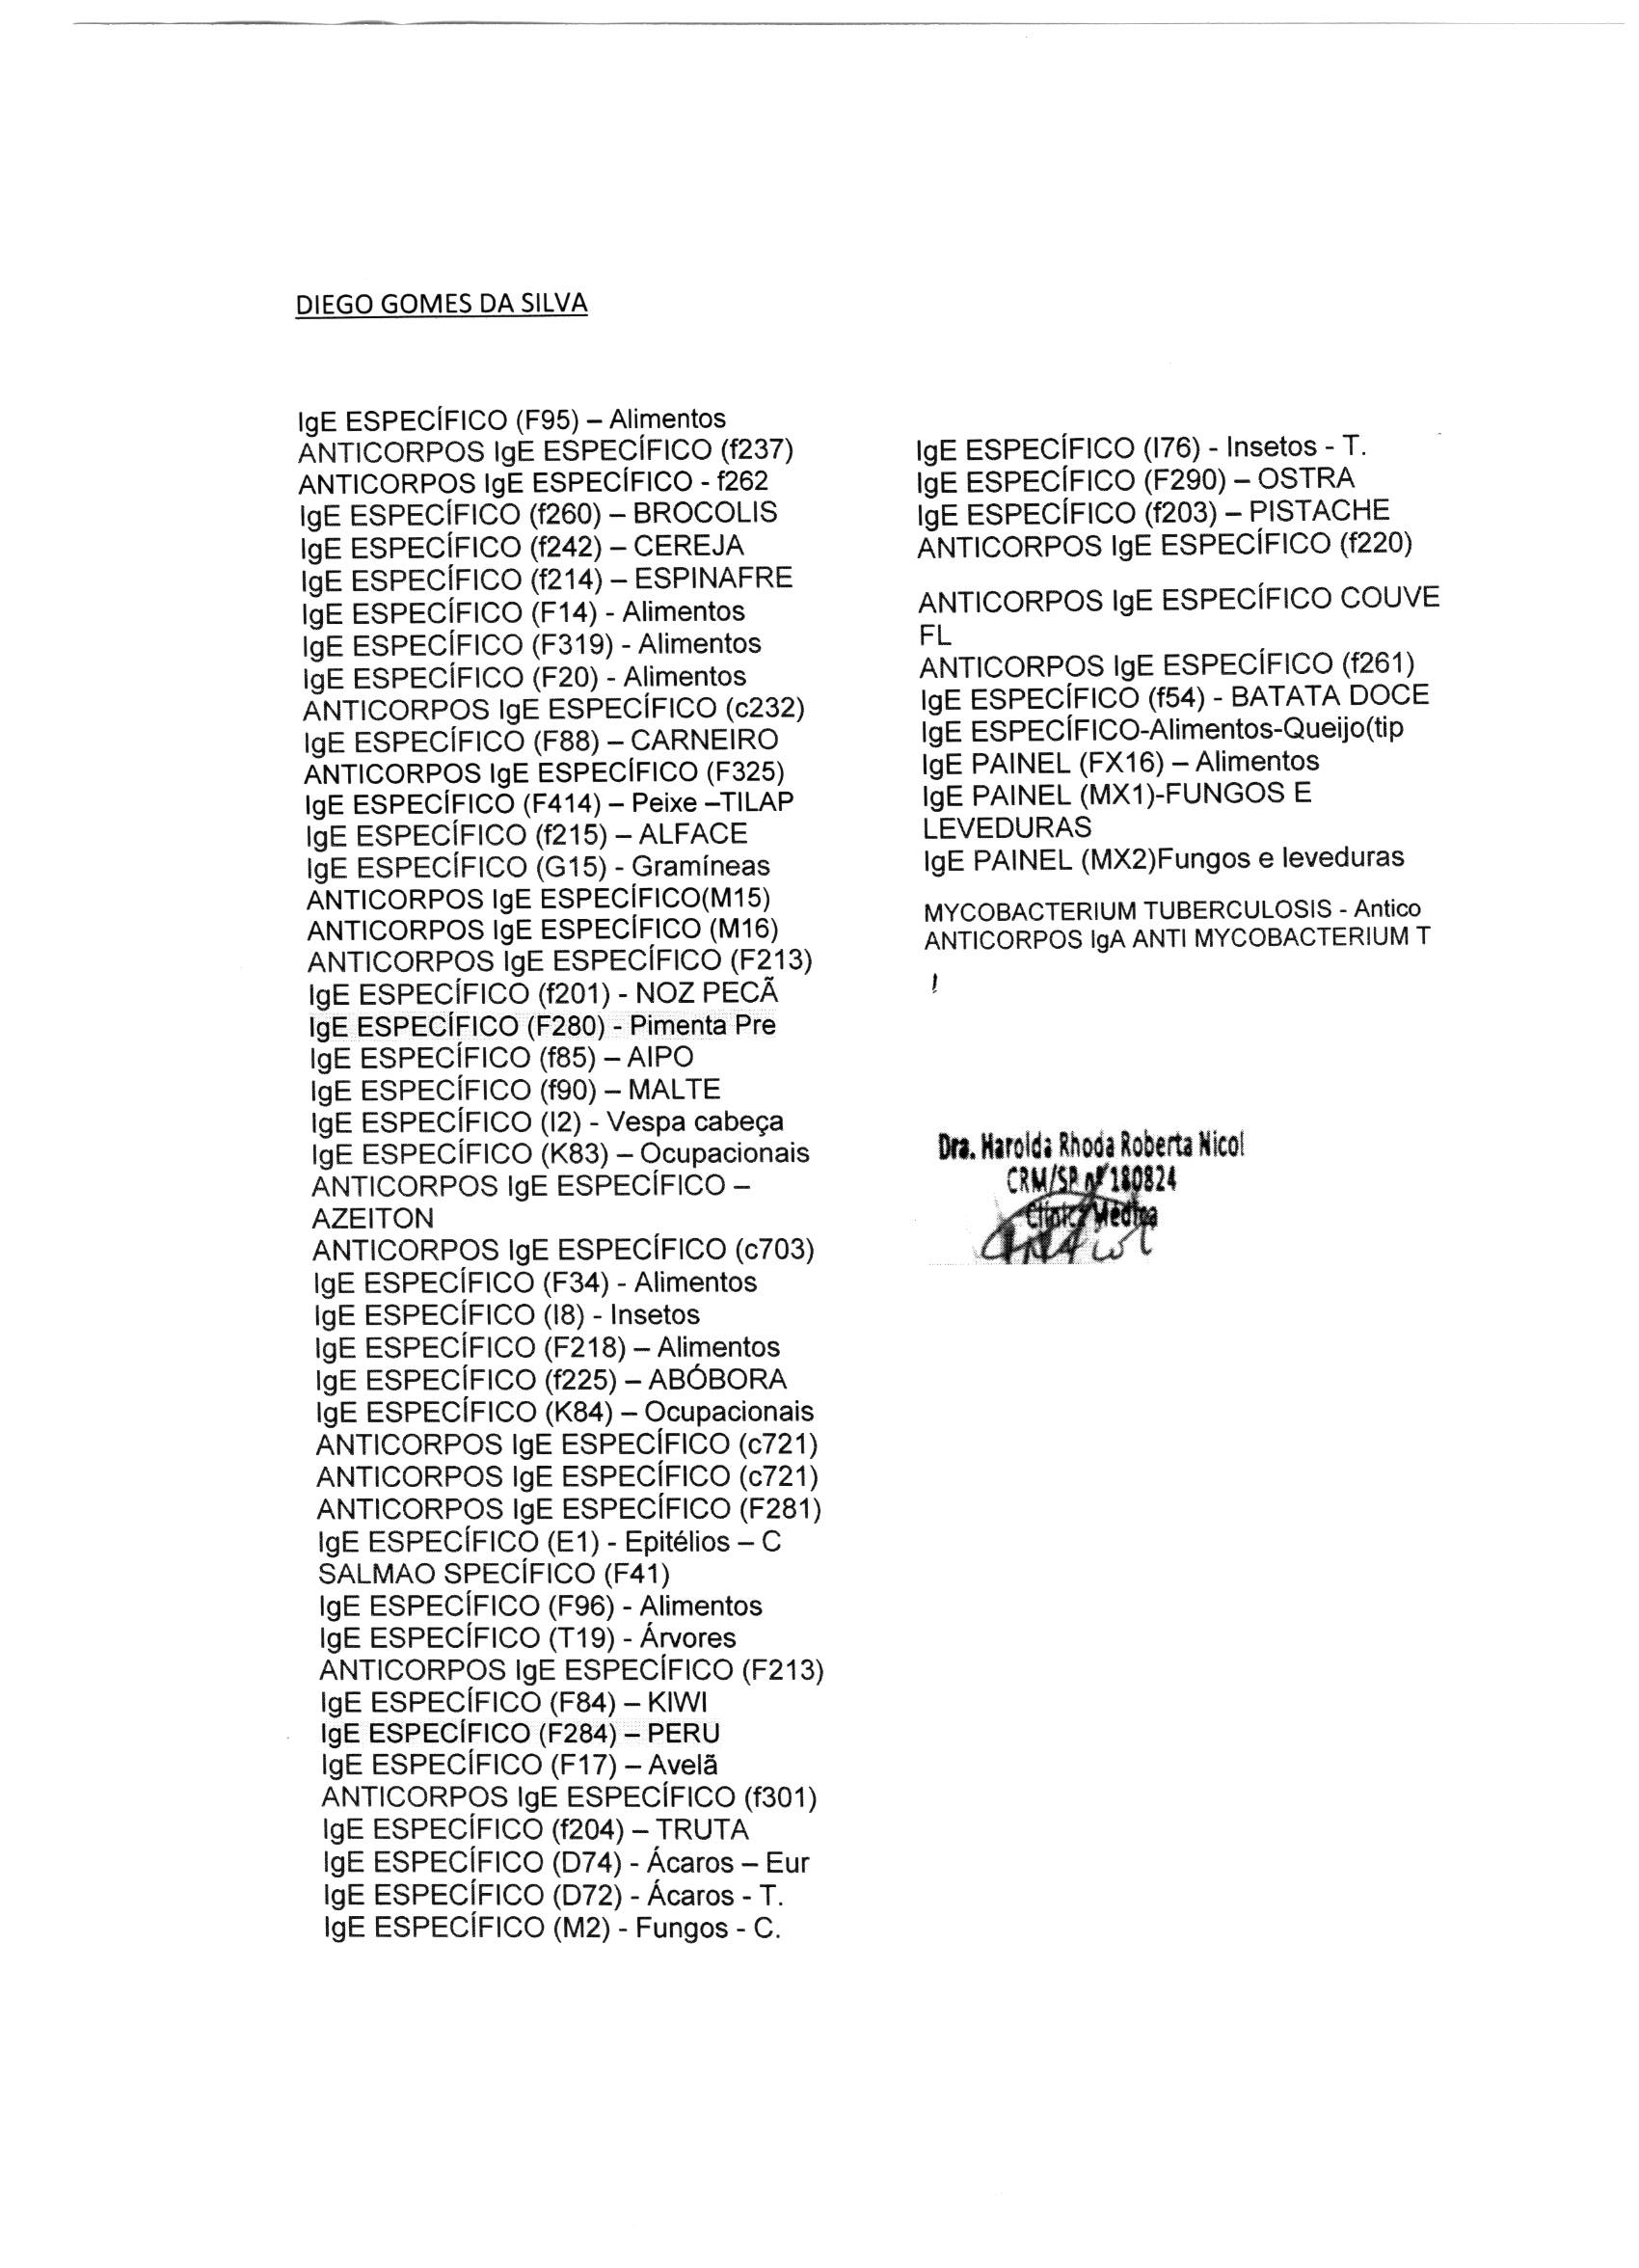 DIEGO GOMES DA SILVA
IgE ESPECÍFICO (F95) – Alimentos
ANTICORPOS IgE ESPECÍFICO (f237)
ANTICORPOS IgE ESPECÍFICO - f262
IgE ESPECÍFICO (f260) – BROCOLIS
IgE ESPECÍFICO (f242) – CEREJA
IgE ESPECÍFICO (f214) – ESPINAFRE
IgE ESPECÍFICO (F14) - Alimentos
IgE ESPECÍFICO (F319) - Alimentos
IgE ESPECÍFICO (F20) - Alimentos
ANTICORPOS IgE ESPECÍFICO (c232)
IgE ESPECÍFICO (F88) – CARNEIRO
ANTICORPOS IgE ESPECÍFICO (F325)
IgE ESPECÍFICO (F414) – Peixe –TILAP
IgE ESPECÍFICO (f215) – ALFACE
IgE ESPECÍFICO (G15) - Gramíneas
ANTICORPOS IgE ESPECÍFICO(M15)
ANTICORPOS IgE ESPECÍFICO (M16)
ANTICORPOS IgE ESPECÍFICO (F213)
IgE ESPECÍFICO (f201) - NOZ PECÃ
IgE ESPECÍFICO (F280) - Pimenta Pre
IgE ESPECÍFICO (f85) – AIPO
IgE ESPECÍFICO (f90) – MALTE
IgE ESPECÍFICO (I2) - Vespa cabeça
IgE ESPECÍFICO (K83) – Ocupacionais
ANTICORPOS IgE ESPECÍFICO –
AZEITON
ANTICORPOS IgE ESPECÍFICO (c703)
IgE ESPECÍFICO (F34) - Alimentos
IgE ESPECÍFICO (I8) - Insetos
IgE ESPECÍFICO (F218) – Alimentos
IgE ESPECÍFICO (f225) – ABÓBORA
IgE ESPECÍFICO (K84) – Ocupacionais
ANTICORPOS IgE ESPECÍFICO (c721)
ANTICORPOS IgE ESPECÍFICO (c721)
ANTICORPOS IgE ESPECÍFICO (F281)
IgE ESPECÍFICO (E1) - Epitélios – C
SALMAO SPECÍFICO (F41)
IgE ESPECÍFICO (F96) - Alimentos
IgE ESPECÍFICO (T19) - Árvores
ANTICORPOS IgE ESPECÍFICO (F213)
IgE ESPECÍFICO (F84) – KIWI
IgE ESPECÍFICO (F284) – PERU
IgE ESPECÍFICO (F17) – Avelã
ANTICORPOS IgE ESPECÍFICO (f301)
IgE ESPECÍFICO (f204) – TRUTA
IgE ESPECÍFICO (D74) - Ácaros – Eur
IgE ESPECÍFICO (D72) - Ácaros - T.
IgE ESPECÍFICO (M2) - Fungos - C.
IgE ESPECÍFICO (I76) - Insetos - T.
IgE ESPECÍFICO (F290) – OSTRA
IgE ESPECÍFICO (f203) – PISTACHE
ANTICORPOS IgE ESPECÍFICO (f220)
ANTICORPOS IgE ESPECÍFICO COUVE
FL
ANTICORPOS IgE ESPECÍFICO (f261)
IgE ESPECÍFICO (f54) - BATATA DOCE
IgE ESPECÍFICO-Alimentos-Queijo(tip
IgE PAINEL (FX16) – Alimentos
IgE PAINEL (MX1)-FUNGOS E
LEVEDURAS
IgE PAINEL (MX2)Fungos e leveduras
MYCOBACTERIUM TUBERCULOSIS - Antico
ANTICORPOS IgA ANTI MYCOBACTERIUM T
Dra. Harolda Rhoda Roberta Nicol
CRM/SP nº 180824
Clínica Médica